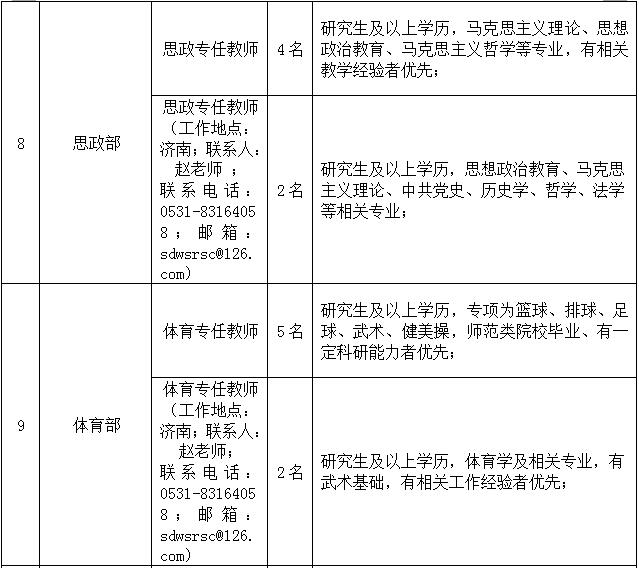 8
思政部
思政专任教师
4名
研究生及以上学历，马克思主义理论、思想
政治教育、马克思主义哲学等专业，有相关
教学经验者优先；
思政专任教师
（工作地点：
济南；联系人：
赵老师 ；
联系电话：
0531-8316405
8；邮箱：
sdwsrsc@126.
com）
2名
研究生及以上学历，思想政治教育、马克思
主义理论、中共党史、历史学、哲学、法学
等相关专业；
9
体育部
体育专任教师
5名
研究生及以上学历，专项为篮球、排球、足
球、武术、健美操，师范类院校毕业、有一
定科研能力者优先；
体育专任教师
（工作地点：
济南；联系人：
赵老师；
联系电话：
0531-8316405
8；邮箱：
sdwsrsc@126.
com）
2名
研究生及以上学历，体育学及相关专业，有
武术基础，有相关工作经验者优先；